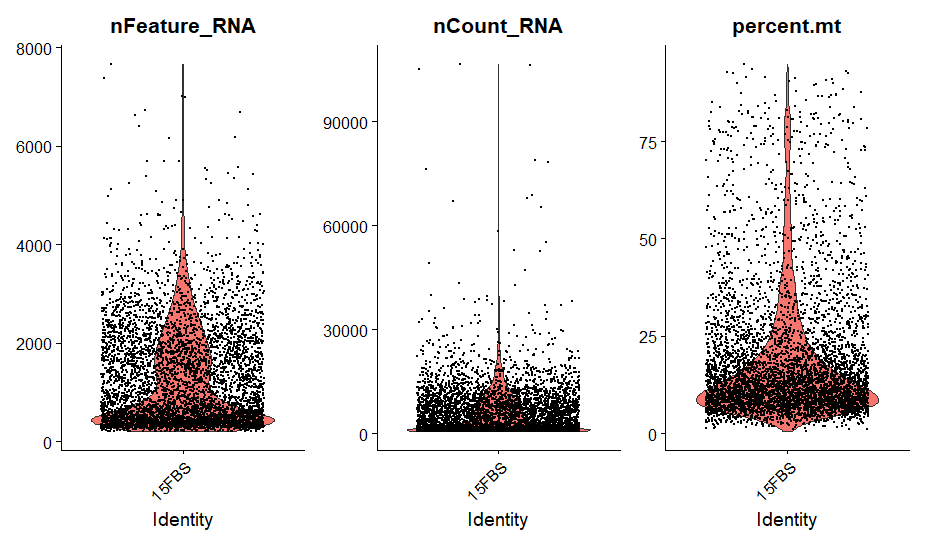 nFeature_RNA
8000
6000
4000
2000
0
15FBS
Identity
nCount_RNA
90000
60000
30000
0
15FBS
Identity
percent.mt
75
50
25
0
15FBS
Identity